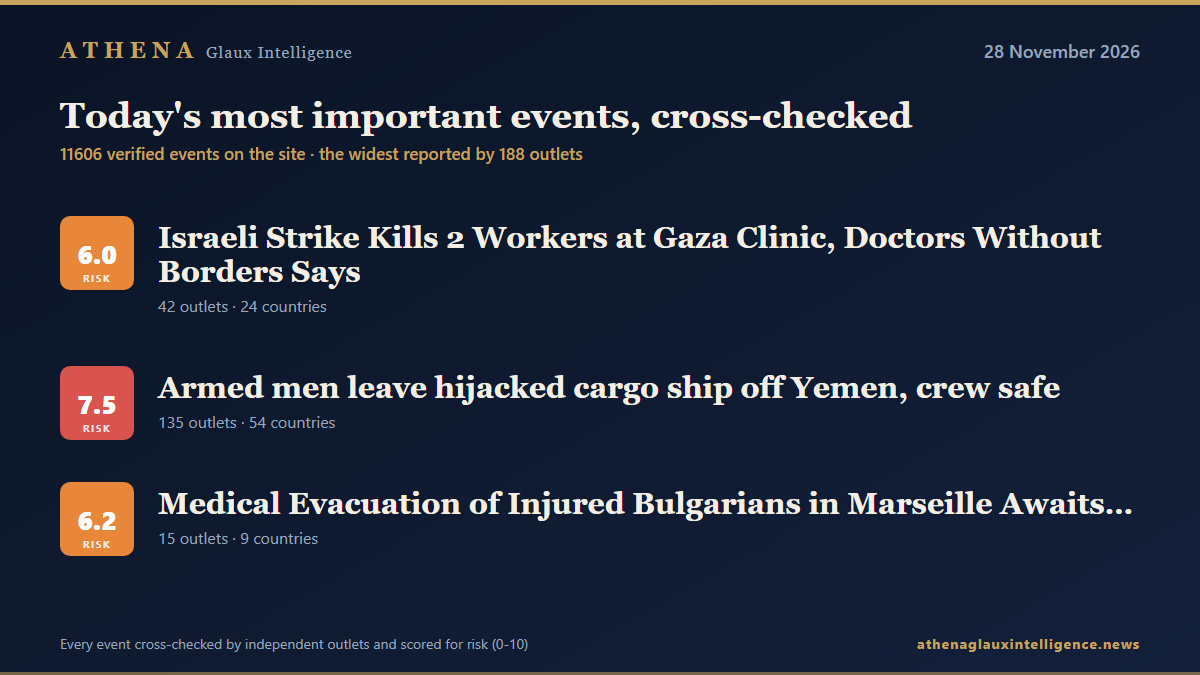 ATHENA Glaux Intelligence
28 November 2026
Today's most important events, cross-checked
11606 verified events on the site · the widest reported by 188 outlets
6.0
RISK
Israeli Strike Kills 2 Workers at Gaza Clinic, Doctors Without
Borders Says
42 outlets · 24 countries
7.5
RISK
Armed men leave hijacked cargo ship off Yemen, crew safe
135 outlets · 54 countries
6.2
RISK
Medical Evacuation of Injured Bulgarians in Marseille Awaits...
15 outlets · 9 countries
Every event cross-checked by independent outlets and scored for risk (0-10)
athenaglauxintelligence.news